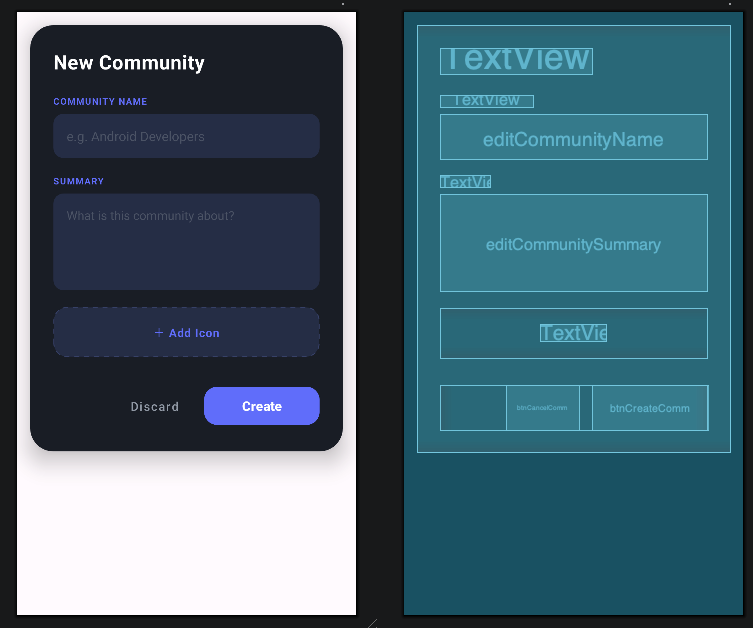 New Community
COMMUNITY NAME
e.g. Android Developers
SUMMARY
What is this community about?
+ Add Icon
Discard
Create
TextView
TextView
editCommunityName
TextVie
editCommunitySummary
TextVie
btnCancelComm
btnCreateComm